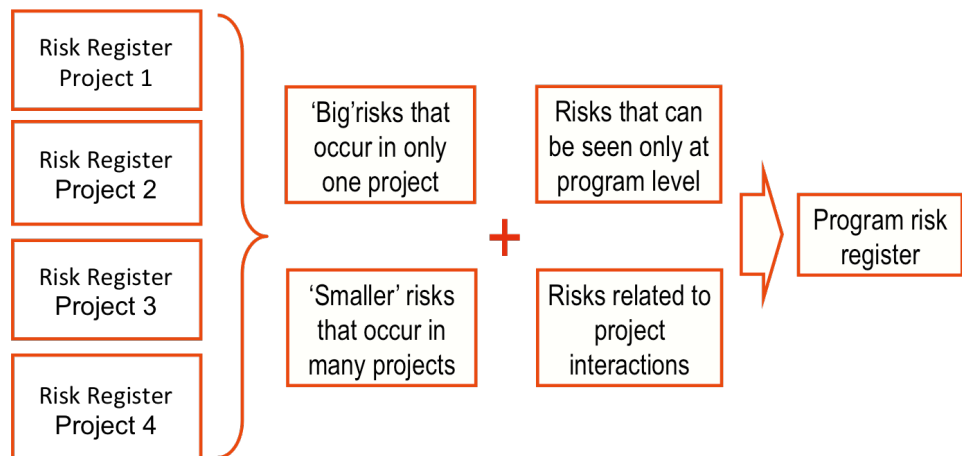 Risk Register
Project 1
Risk Register
Project 2
Risk Register
Project 3
Risk Register
Project 4
‘Big’risks that
occur in only
one project
‘Smaller’ risks
that occur in
many projects
+
Risks that can
be seen only at
program level
Risks related to
project
interactions
Program risk
register